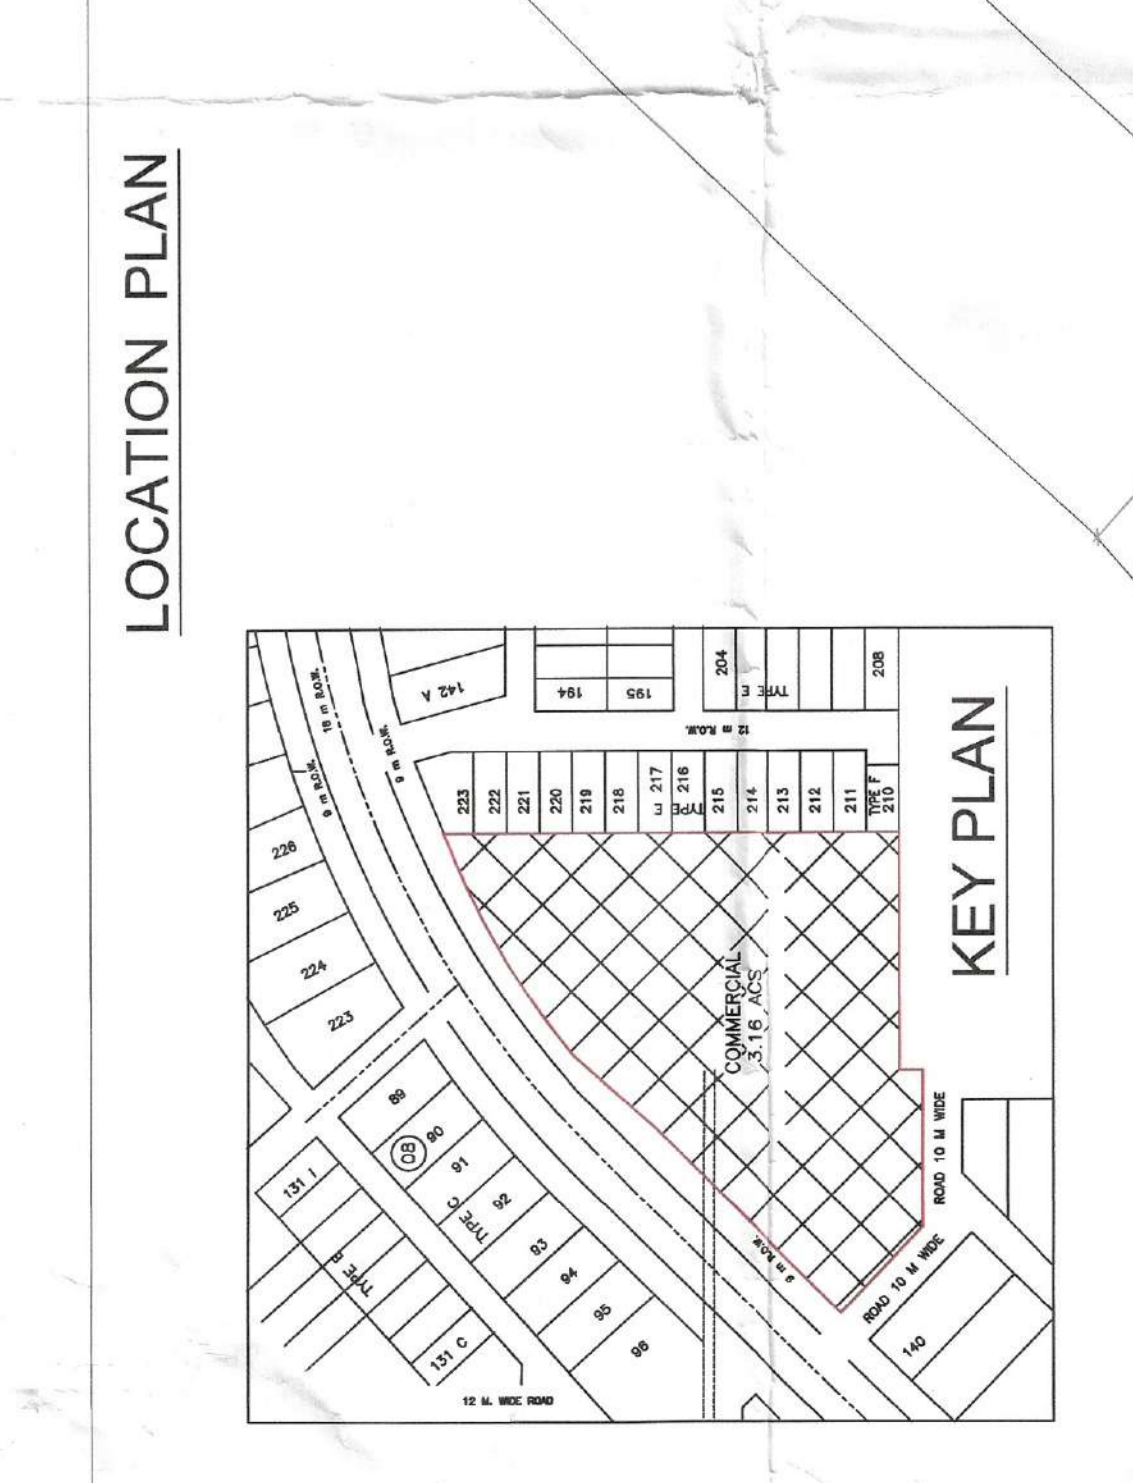 LOCATION PLAN
KEY PLAN
COMMERCIAL
3.16 ACS
9 m R.O.W.
18 m R.O.W.
9 m R.O.W.
142 A
194
195
204
TYPE E
208
12 m R.O.W.
223
222
221
220
219
218
217
216
TYPE E
215
214
213
212
211
TYPE F
210
226
225
224
223
89
08
90
91
TYPE C
92
93
94
95
96
131 I
TYPE B
131 C
12 M. WIDE ROAD
9 m R.O.W.
ROAD 10 M WIDE
ROAD 10 M WIDE
140